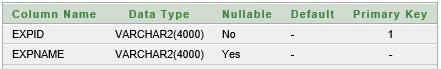 Column Name Data Type Nullable Default Primary Key
EXPID VARCHAR2(4000) No - 1
EXPNAME VARCHAR2(4000) Yes - -